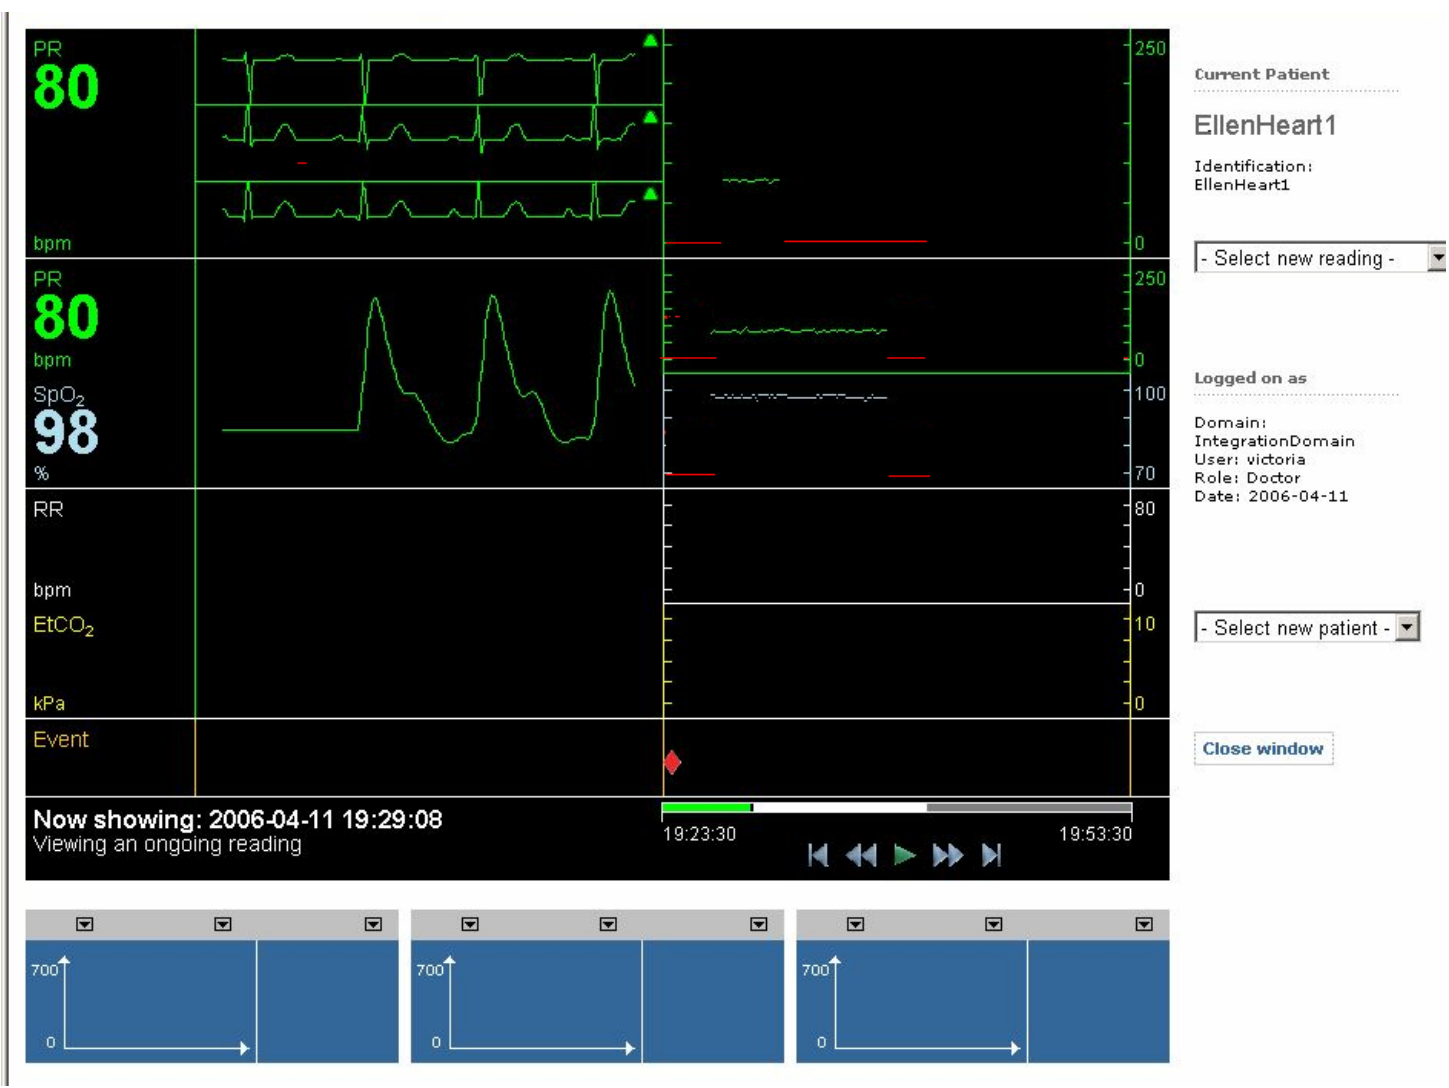 PR
80
bpm
250
0
PR
80
bpm
250
0
SpO₂
98
%
100
70
RR
bpm
80
0
EtCO₂
kPa
10
0
Event
Now showing: 2006-04-11 19:29:08
Viewing an ongoing reading
19:23:30
19:53:30
700
0
700
0
700
0
Current Patient
EllenHeart1
Identification:
EllenHeart1
- Select new reading -
Logged on as
Domain:
IntegrationDomain
User: victoria
Role: Doctor
Date: 2006-04-11
- Select new patient -
Close window